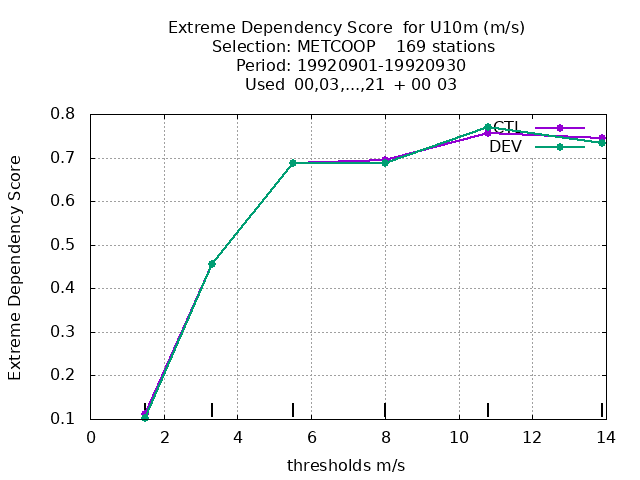 Extreme Dependency Score  for U10m (m/s)
Selection: METCOOP    169 stations
Period: 19920901-19920930
Used  00,03,...,21  + 00 03
Extreme Dependency Score
0.8
0.7
0.6
0.5
0.4
0.3
0.2
0.1
CTL
DEV
0 2 4 6 8 10 12 14
thresholds m/s